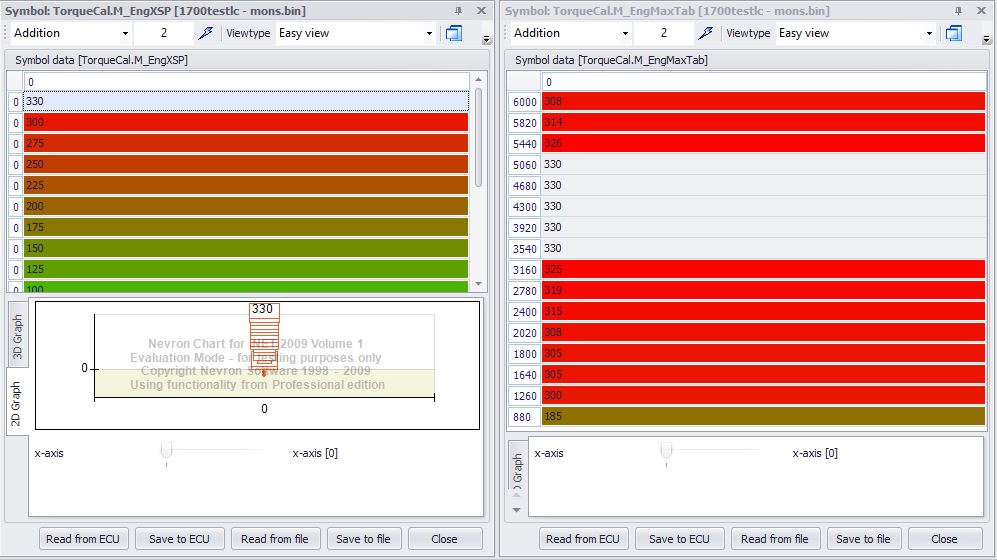 Symbol: TorqueCal.M_EngXSP [1700testlc - mons.bin]
Addition 2 Viewtype Easy view
Symbol data [TorqueCal.M_EngXSP]
0
0 330
0 300
0 275
0 250
0 225
0 200
0 175
0 150
0 125
0 100
3D Graph
2D Graph
330
Nevron Chart for .NET 2009 Volume 1
Evaluation Mode - for testing purposes only
0
Copyright Nevron Software 1998 - 2009
Using functionality from Professional edition
0
x-axis x-axis [0]
Read from ECU Save to ECU Read from file Save to file Close
Symbol: TorqueCal.M_EngMaxTab [1700testlc - mons.bin]
Addition 2 Viewtype Easy view
Symbol data [TorqueCal.M_EngMaxTab]
0
6000 308
5820 314
5440 326
5060 330
4680 330
4300 330
3920 330
3540 330
3160 325
2780 319
2400 315
2020 308
1800 305
1640 305
1260 300
880 185
Graph
x-axis x-axis [0]
Read from ECU Save to ECU Read from file Save to file Close